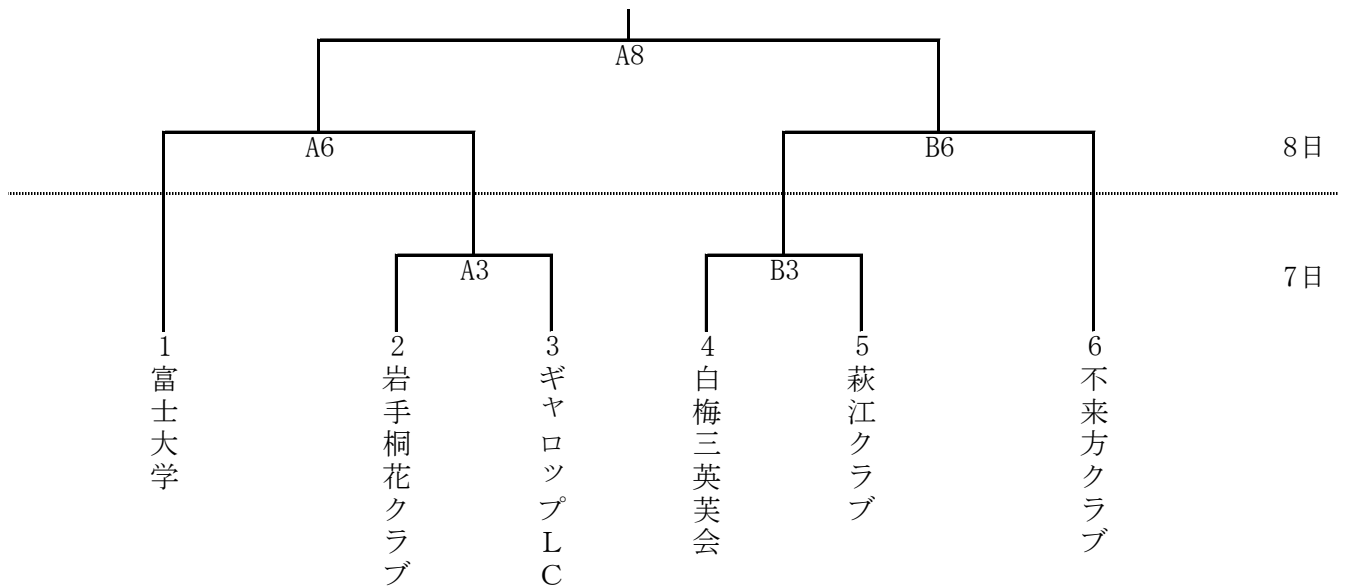 A8
A6
B6
8日
A3
B3
7日
1
富士大学
2
岩手桐花クラブ
3
ギャロップLC
4
白梅三英芙会
5
萩江クラブ
6
不来方クラブ